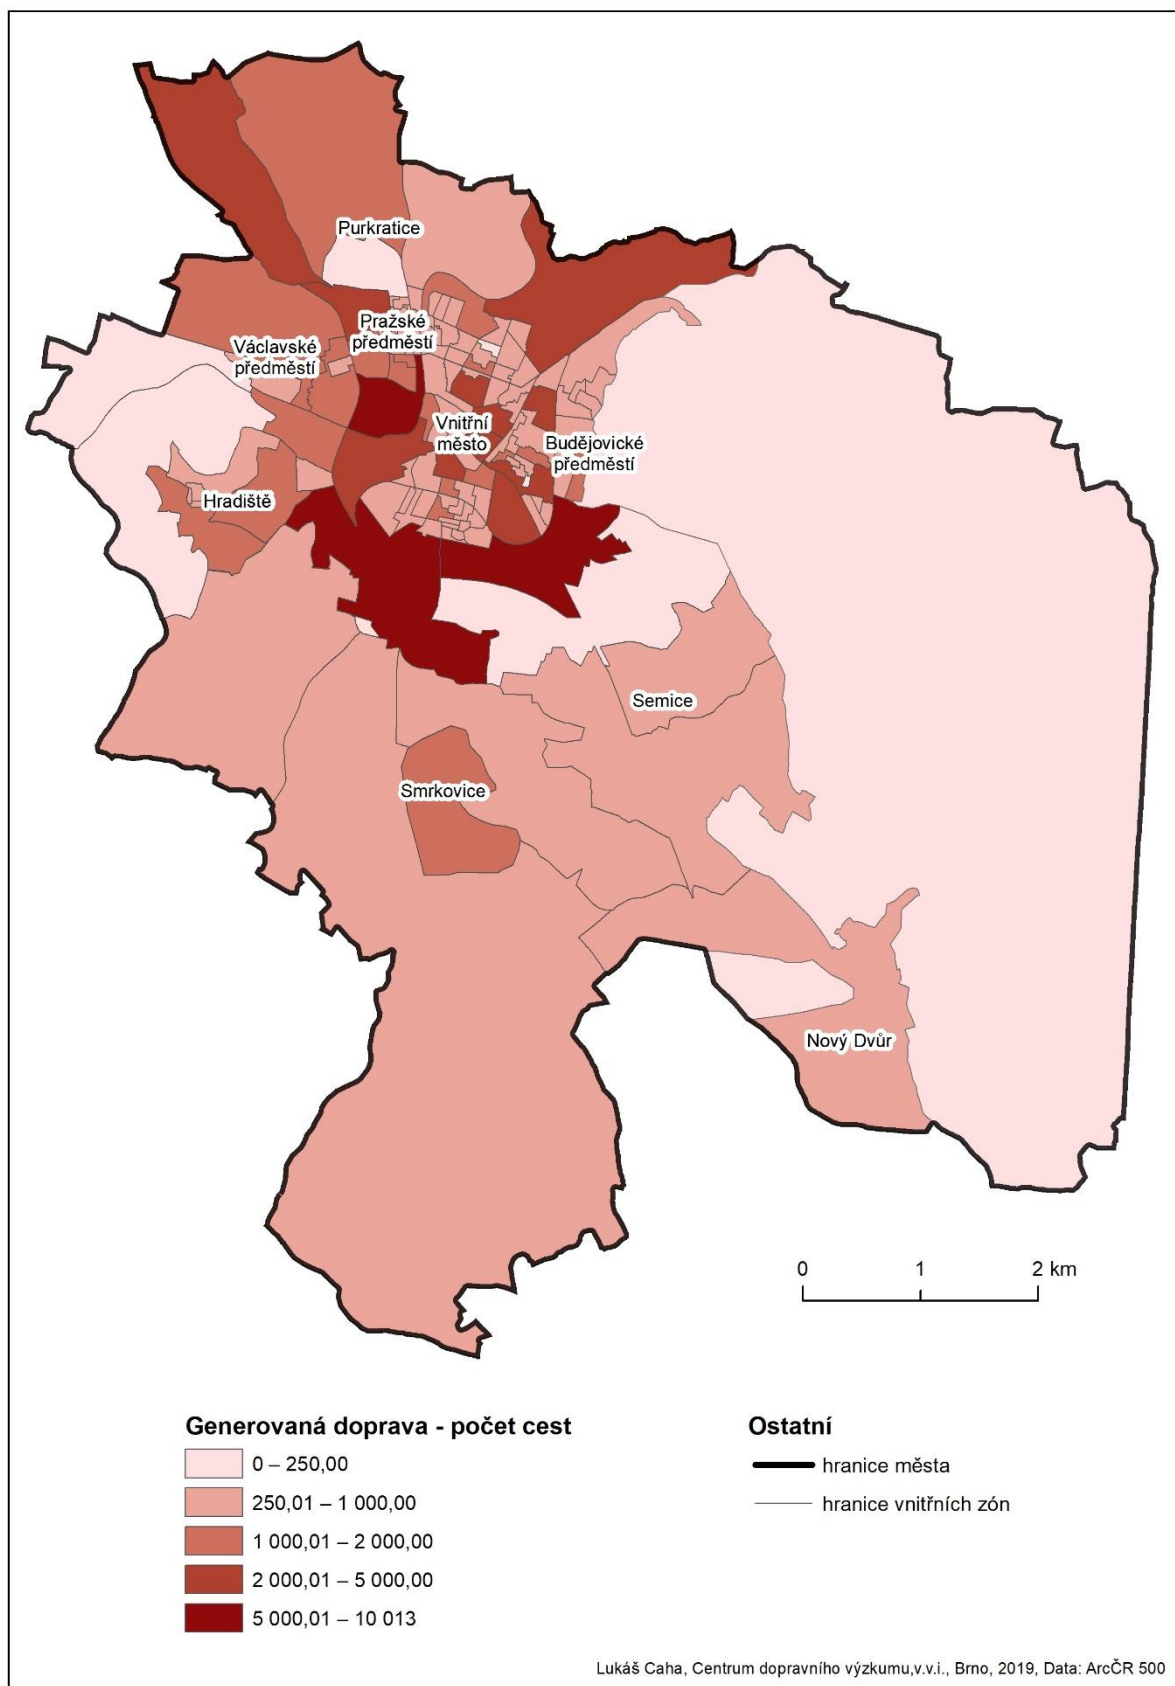 Purkratice
Pražské
předměstí
Václavské
předměstí
Vnitřní
město
Budějovické
předměstí
Hradiště
Semice
Smrkovice
Nový Dvůr
0 1 2 km
Generovaná doprava - počet cest
0 – 250,00
250,01 – 1 000,00
1 000,01 – 2 000,00
2 000,01 – 5 000,00
5 000,01 – 10 013
Ostatní
hranice města
hranice vnitřních zón
Lukáš Caha, Centrum dopravního výzkumu,v.v.i., Brno, 2019, Data: ArcČR 500